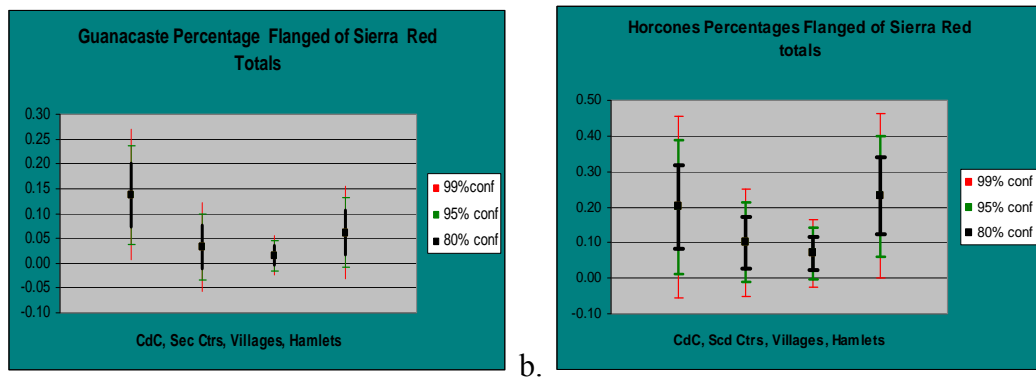 Guanacaste Percentage Flanged of Sierra Red
Totals
0.30
0.25
0.20
0.15
0.10
0.05
0.00
-0.05
-0.10
99%conf
95% conf
80% conf
CdC, Sec Ctrs, Villages, Hamlets
b.
Horcones Percentages Flanged of Sierra Red
totals
0.50
0.40
0.30
0.20
0.10
0.00
-0.10
99% conf
95% conf
80% conf
CdC, Scd Ctrs, Villages, Hamlets